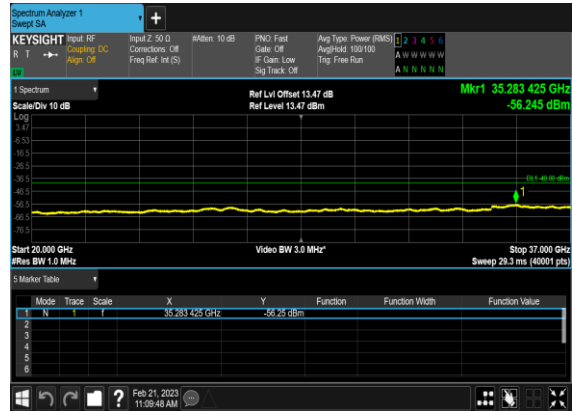 Spectrum Analyzer 1
Swept SA
KEYSIGHT Input: RF Input Z: 50 Ω #Atten: 10 dB PNO: Fast Avg Type: Power (RMS) 1 2 3 4 5 6
R T Coupling: DC Corrections: Off Gate: Off Avg|Hold: 100/100 A W W W W W
Align: Off Freq Ref: Int (S) IF Gain: Low Trig: Free Run
Sig Track: Off A N N N N N
1 Spectrum Ref Lvl Offset 13.47 dB Mkr1 35.283 425 GHz
Scale/Div 10 dB Ref Level 13.47 dBm -56.245 dBm
Log
3.47
-6.53
-16.5
-26.5
-36.5 DL1 -40.00 dBm
-46.5 1
-56.5
-66.5
-76.5
Start 20.000 GHz Video BW 3.0 MHz* Stop 37.000 GHz
#Res BW 1.0 MHz Sweep 29.3 ms (40001 pts)
5 Marker Table
Mode Trace Scale X Y Function Function Width Function Value
1 N 1 f 35.283 425 GHz -56.25 dBm
2
3
4
5
6
? Feb 21, 2023
11:09:48 AM